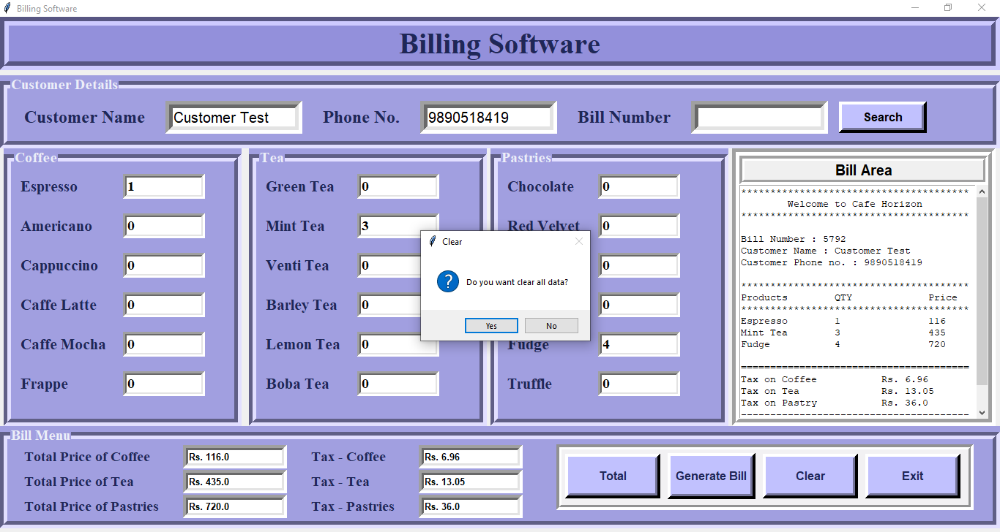 Billing Software
Billing Software
Customer Details
Customer Name Customer Test Phone No. 9890518419 Bill Number Search
Coffee
Espresso 1
Americano 0
Cappuccino 0
Caffe Latte 0
Caffe Mocha 0
Frappe 0
Tea
Green Tea 0
Mint Tea 3
Venti Tea 0
Barley Tea 0
Lemon Tea 0
Boba Tea 0
Pastries
Chocolate 0
Red Velvet 0
0
0
Fudge 4
Truffle 0
Clear
Do you want clear all data?
Yes No
Bill Area
***************************************
Welcome to Cafe Horizon
***************************************
Bill Number : 5792
Customer Name : Customer Test
Customer Phone no. : 9890518419
***************************************
Products QTY Price
***************************************
Espresso 1 116
Mint Tea 3 435
Fudge 4 720
=======================================
Tax on Coffee Rs. 6.96
Tax on Tea Rs. 13.05
Tax on Pastry Rs. 36.0
---------------------------------------
Bill Menu
Total Price of Coffee Rs. 116.0 Tax - Coffee Rs. 6.96
Total Price of Tea Rs. 435.0 Tax - Tea Rs. 13.05
Total Price of Pastries Rs. 720.0 Tax - Pastries Rs. 36.0
Total Generate Bill Clear Exit